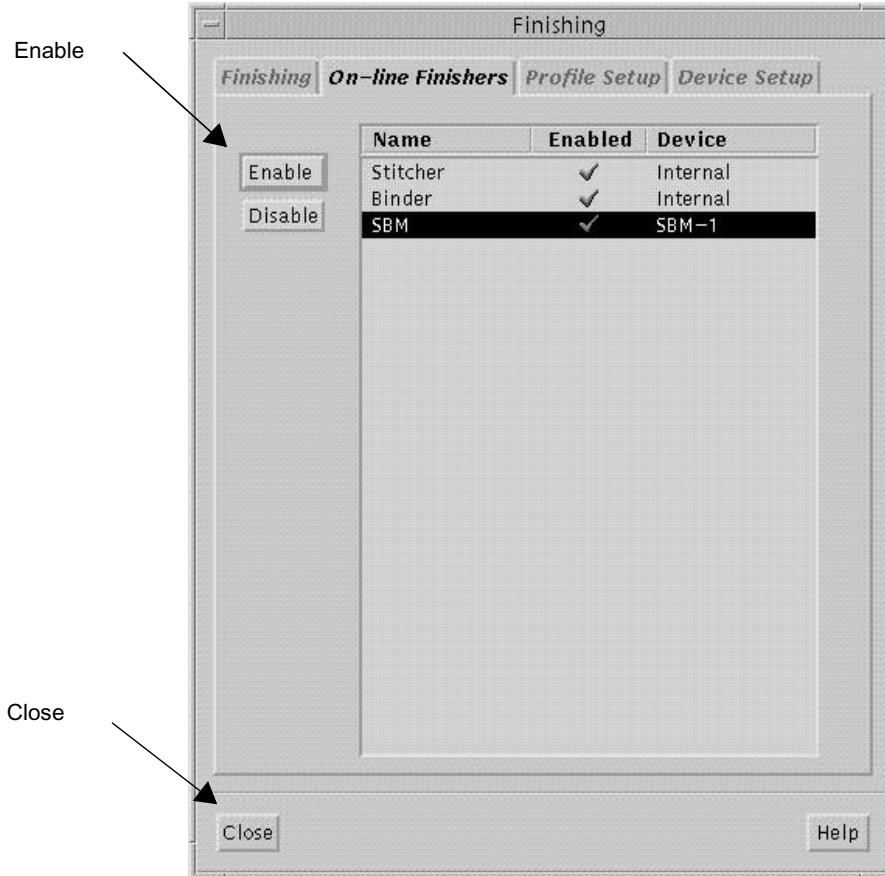 Finishing
Enable
Finishing On-line Finishers Profile Setup Device Setup
Name Enabled Device
Enable Stitcher ✓ Internal
Binder ✓ Internal
Disable
SBM ✓ SBM-1
Close
Close Help